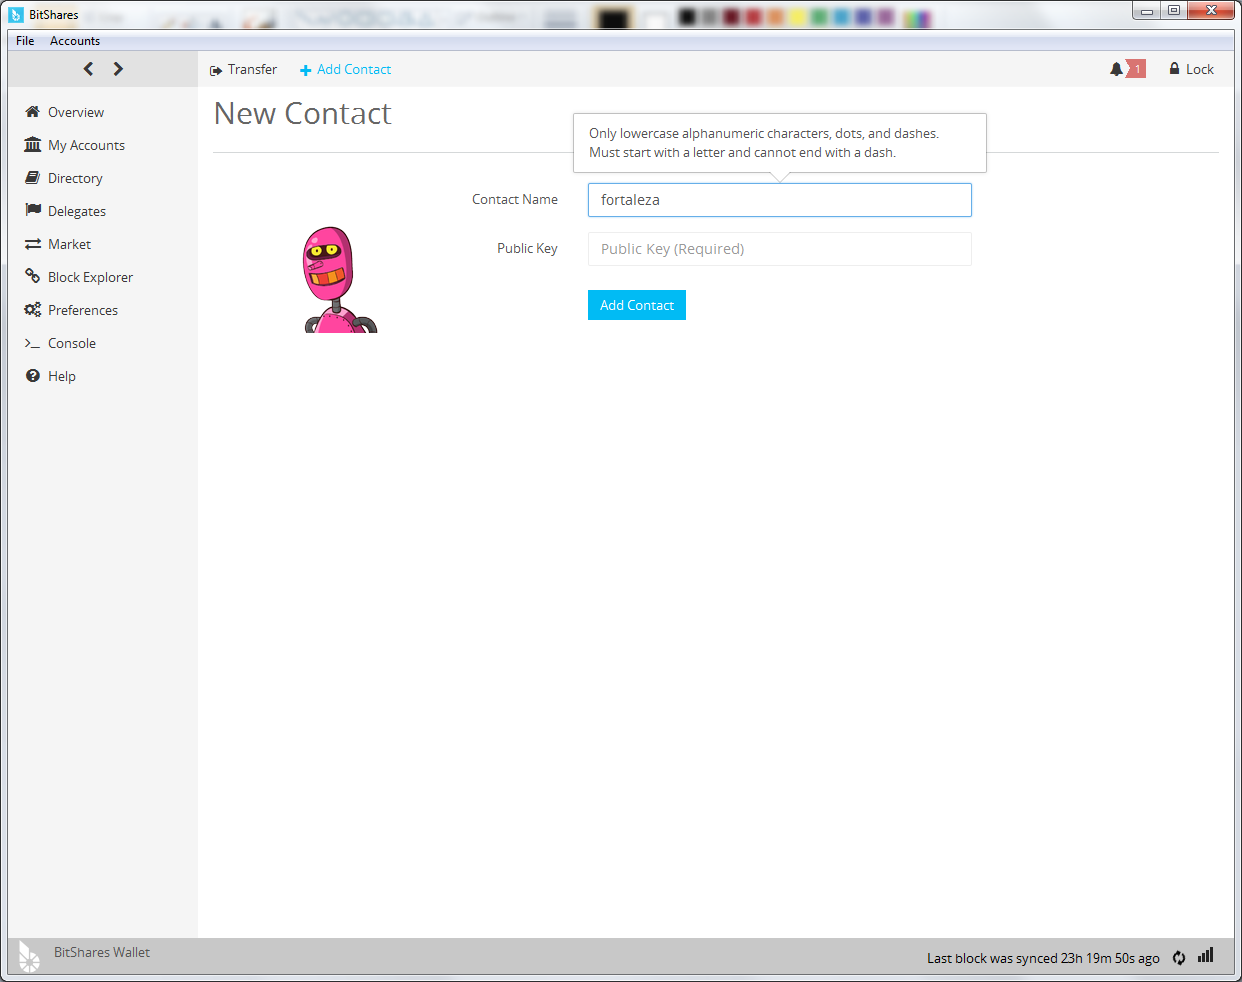 BitShares
File Accounts
Transfer Add Contact 1 Lock
Overview
My Accounts
Directory
Delegates
Market
Block Explorer
Preferences
Console
Help
New Contact
Only lowercase alphanumeric characters, dots, and dashes.
Must start with a letter and cannot end with a dash.
Contact Name fortaleza
Public Key Public Key (Required)
Add Contact
BitShares Wallet
Last block was synced 23h 19m 50s ago